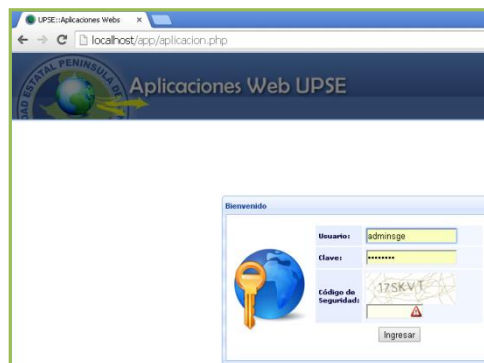 UPSE::Aplicaciones Webs
localhost/app/aplicacion.php
Aplicaciones Web UPSE
Bienvenido
Usuario: adminsge
Clave: ••••••••
Código de Seguridad:
Ingresar